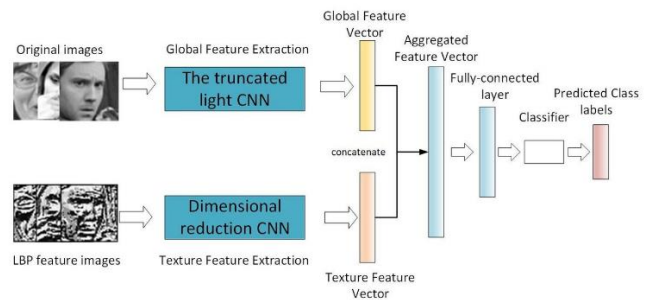 Original images
Global Feature Extraction
The truncated
light CNN
Global Feature
Vector
Aggregated
Feature Vector
Fully-connected
layer
Classifier
Predicted Class
labels
concatenate
Dimensional
reduction CNN
LBP feature images
Texture Feature Extraction
Texture Feature
Vector